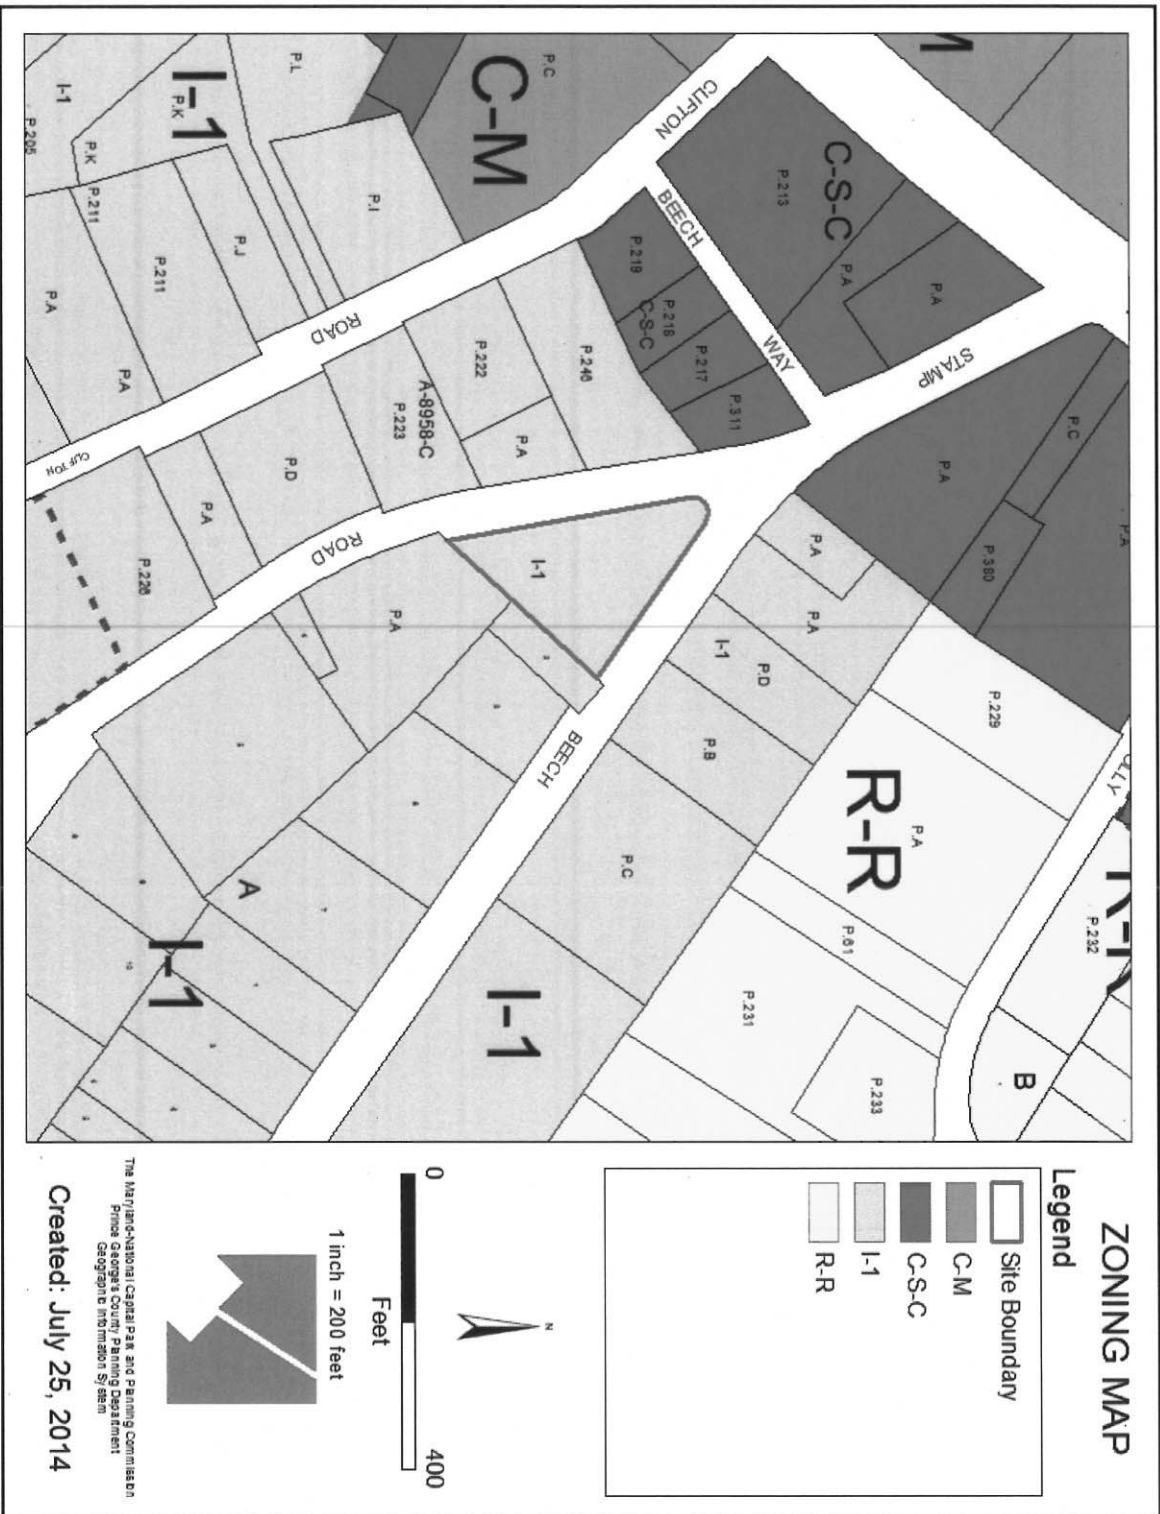 ZONING MAP
Legend
Site Boundary
C-M
C-S-C
I-1
R-R
N
0
400
Feet
1 inch = 200 feet
The Maryland-National Capital Park and Planning Commission
Prince George's County Planning Department
Geographic Information System
Created: July 25, 2014
P.A
P.232
P.C
B
P.229
P.380
STAMP
P.A
P.A
P.A
R-R
P.233
C-S-C
P.A
P.61
P.213
P.A
P.A
P.D
P.231
WAY
P.311
I-1
P.B
P.217
CLIFTON
BEECH
P.218
C-S-C
P.219
P.C
P.246
BEECH
P.C
C-M
P.A
I-1
I-1
P.222
A-8958-C
P.223
P.A
P.I
ROAD
ROAD
P.L
P.D
P.J
P.A
A
I-1
P.K
I-1
P.211
P.226
P.A
P.K
P.211
I-1
CLIFTON
P.A
P.205